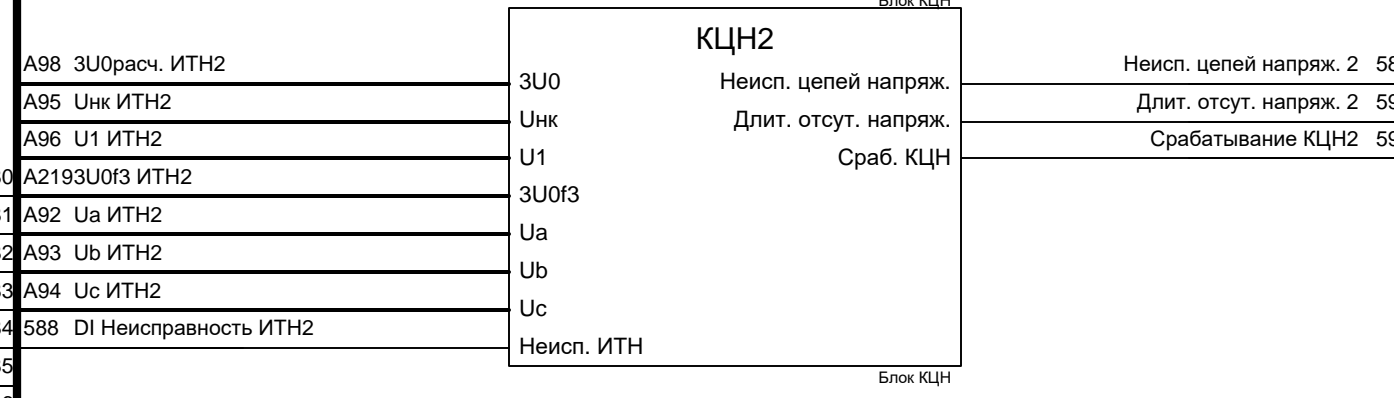 Блок КЦН
КЦН2
A98 3U0расч. ИТН2
3U0
Неисп. цепей напряж.
Неисп. цепей напряж. 2
A95 Uнк ИТН2
Uнк
Длит. отсут. напряж.
Длит. отсут. напряж. 2
A96 U1 ИТН2
U1
Сраб. КЦН
Срабатывание КЦН2
A219 3U0f3 ИТН2
3U0f3
A92 Ua ИТН2
Ua
A93 Ub ИТН2
Ub
A94 Uc ИТН2
Uc
588 DI Неисправность ИТН2
Неисп. ИТН
Блок КЦН